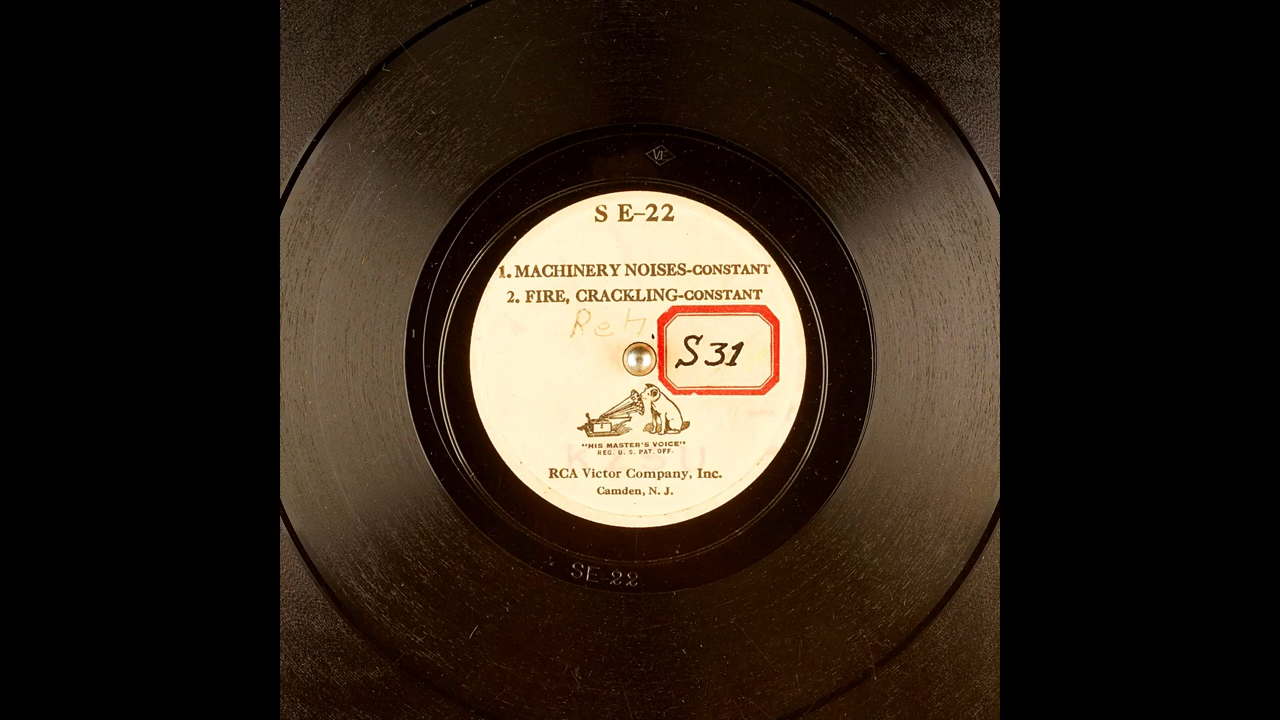 VE
S E-22
1. MACHINERY NOISES-CONSTANT
2. FIRE, CRACKLING-CONSTANT
S 31
"HIS MASTER'S VOICE"
REG. U. S. PAT. OFF.
RCA Victor Company, Inc.
Camden, N. J.
SE-22